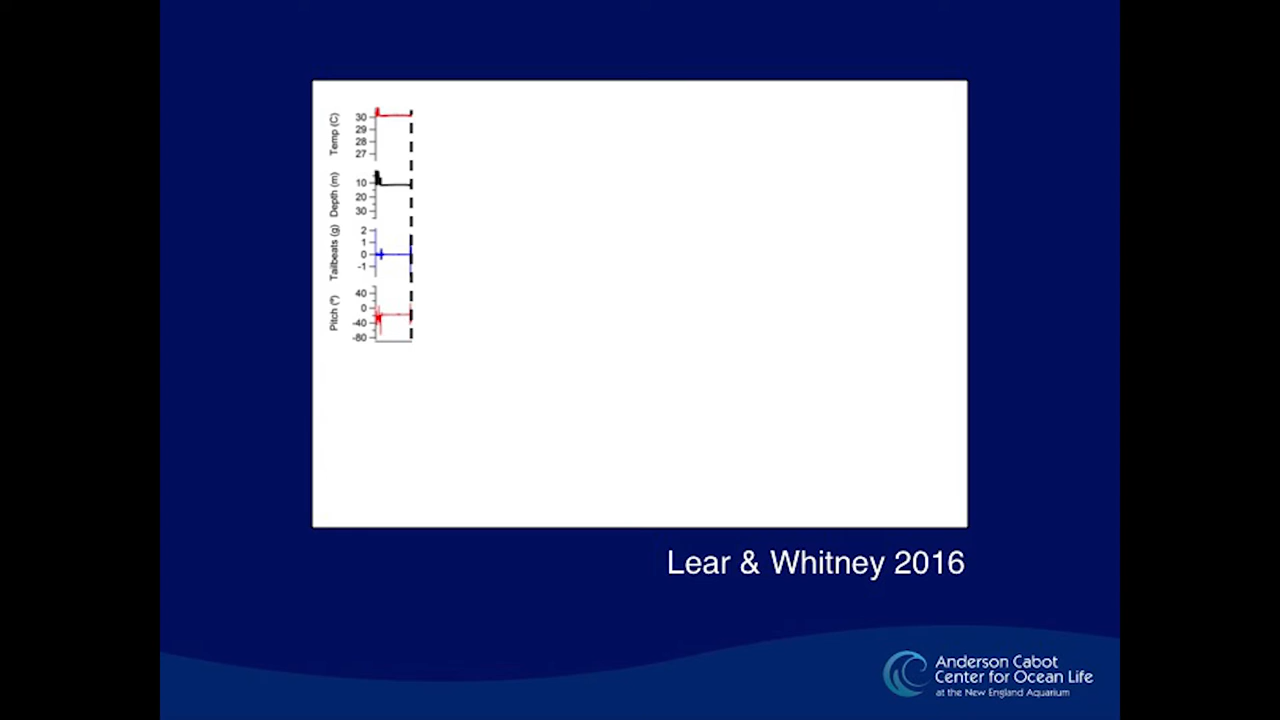 Temp (C)
30
29
28
27
Depth (m)
10
20
30
Tailbeats (g)
2
1
0
-1
Pitch (º)
40
0
-40
-80
Lear & Whitney 2016
Anderson Cabot
Center for Ocean Life
at the New England Aquarium